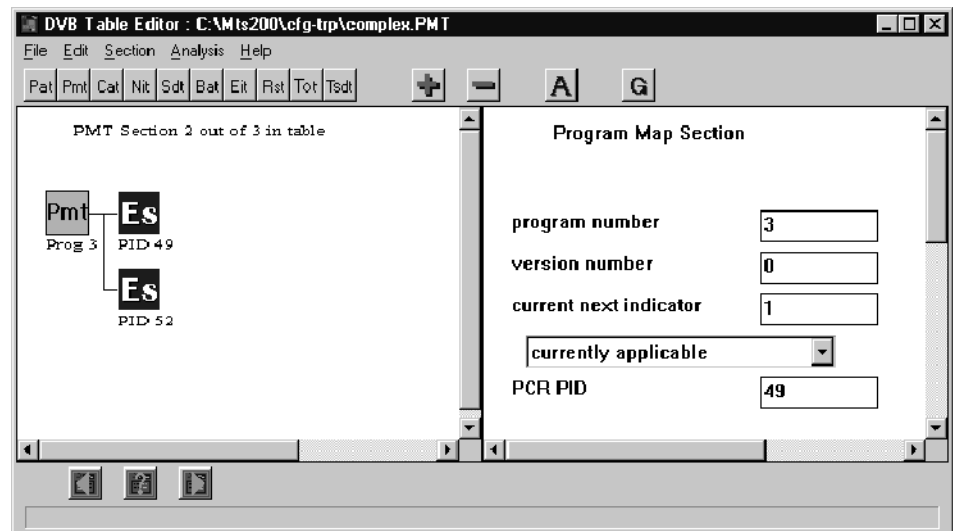 DVB Table Editor : C:\Mts200\cfg-trp\complex.PMT
File Edit Section Analysis Help
Pat Pmt Cat Nit Sdt Bat Eit Rst Tot Tsdt A G
PMT Section 2 out of 3 in table
Pmt Es
Prog 3 PID 49
Es
PID 52
Program Map Section
program number 3
version number 0
current next indicator 1
currently applicable
PCR PID 49